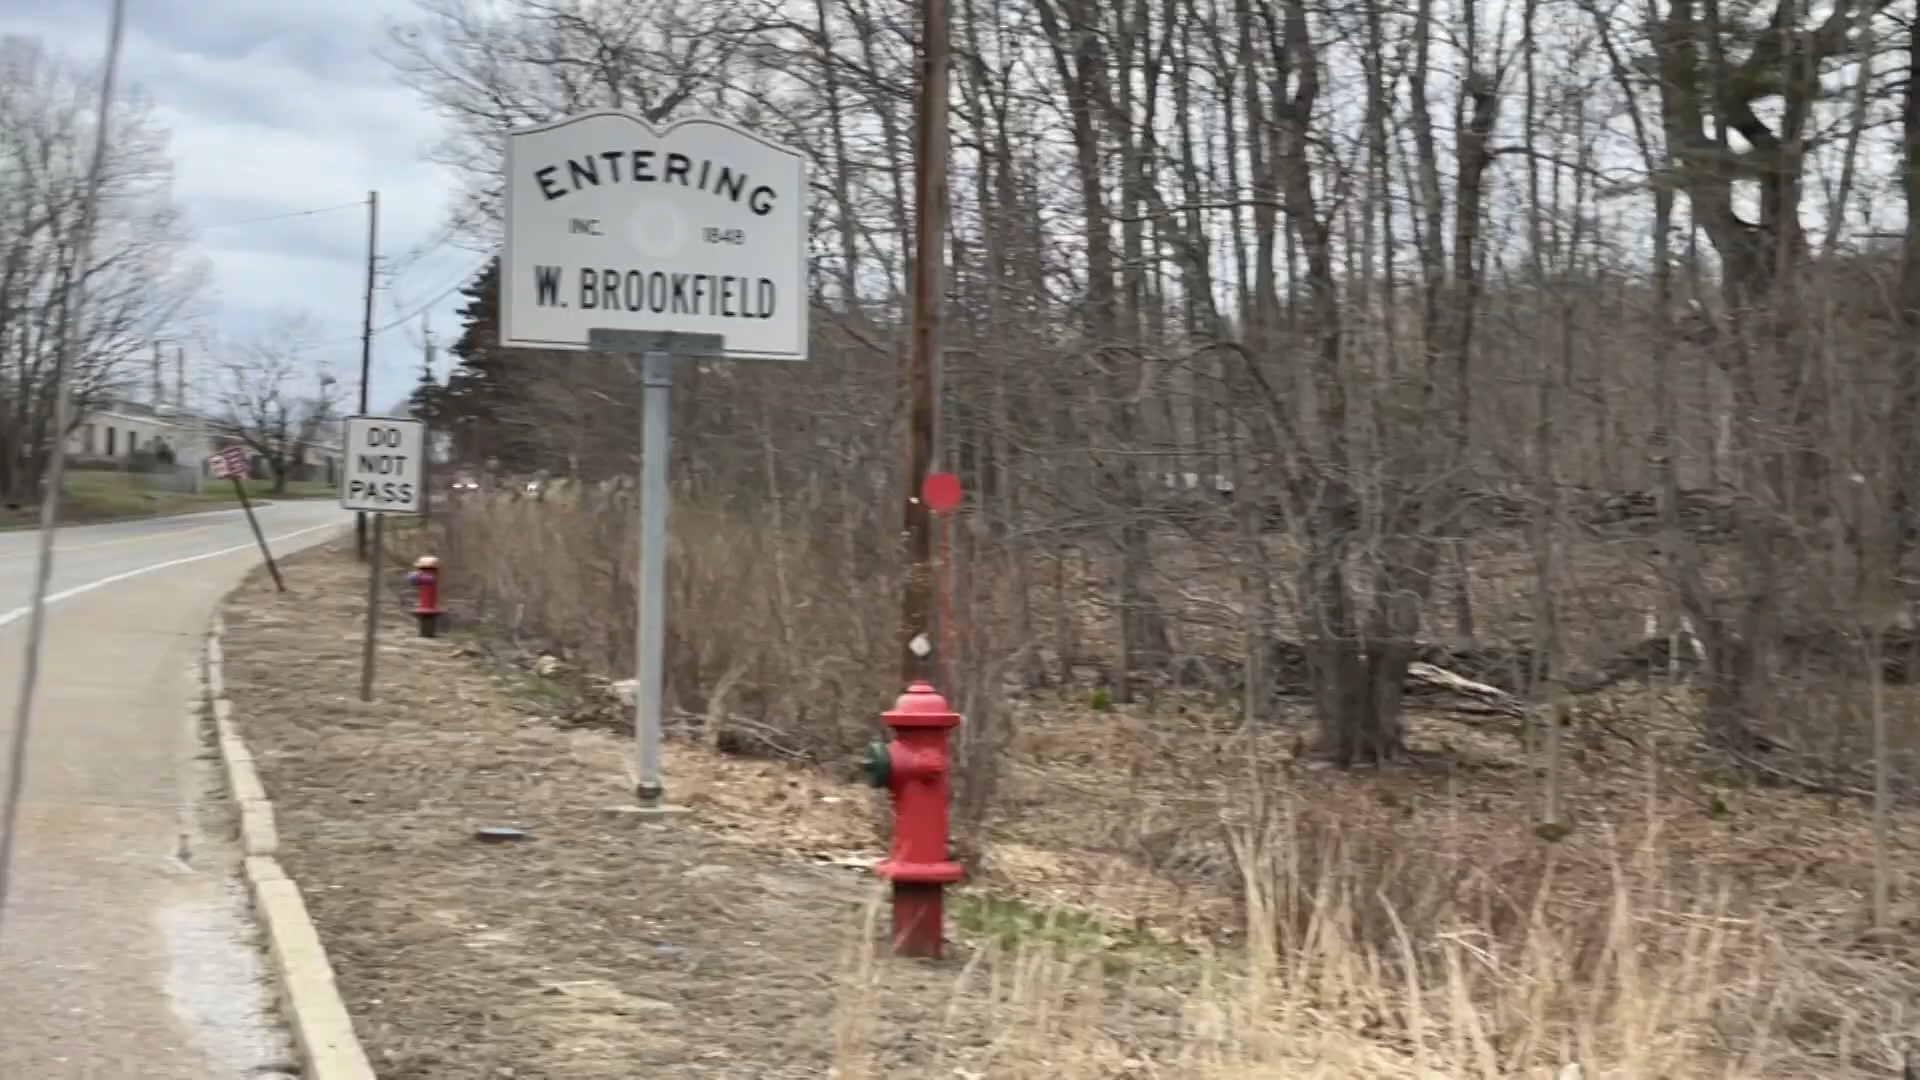 ENTERING
INC. 1848
W. BROOKFIELD
DO
NOT
PASS